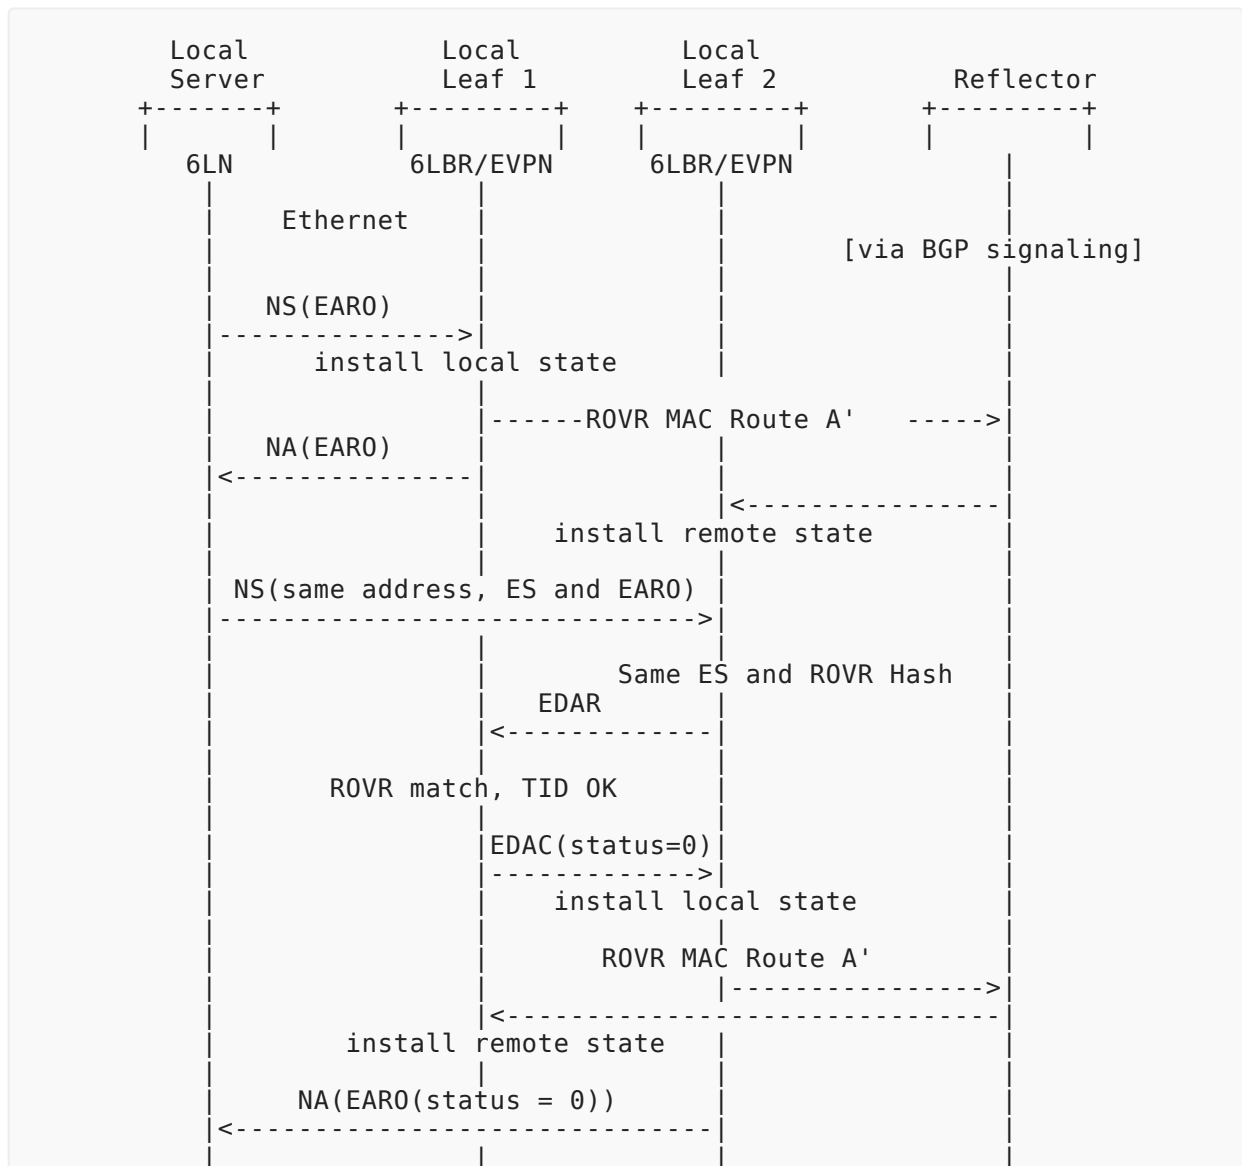 Local Local Local
Server Leaf 1 Leaf 2 Reflector
+-------+ +---------+ +---------+ +---------+
| | | | | | | |
6LN 6LBR/EVPN 6LBR/EVPN |
| | | |
| Ethernet | | |
| | | [via BGP signaling]
| | | |
| NS(EARO) | | |
|--------------->| | |
| install local state | |
| | |
| |------ROVR MAC Route A' ----->|
| NA(EARO) | | |
|<---------------| | |
| | |<----------------|
| | install remote state |
| | | |
| NS(same address, ES and EARO) | |
|------------------------------->| |
| | | |
| | Same ES and ROVR Hash |
| | EDAR | |
| |<-------------| |
| | | |
| ROVR match, TID OK | |
| | | |
| |EDAC(status=0)| |
| |------------->| |
| | install local state |
| | | |
| | ROVR MAC Route A' |
| | |---------------->|
| |<-------------------------------|
| install remote state | |
| | | |
| NA(EARO(status = 0)) | |
|<------------------------------| |
| | | |